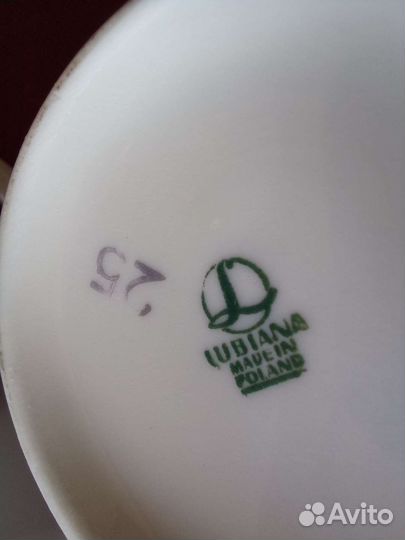 25.
L
LUBIANA
MADE IN
POLAND
Avito